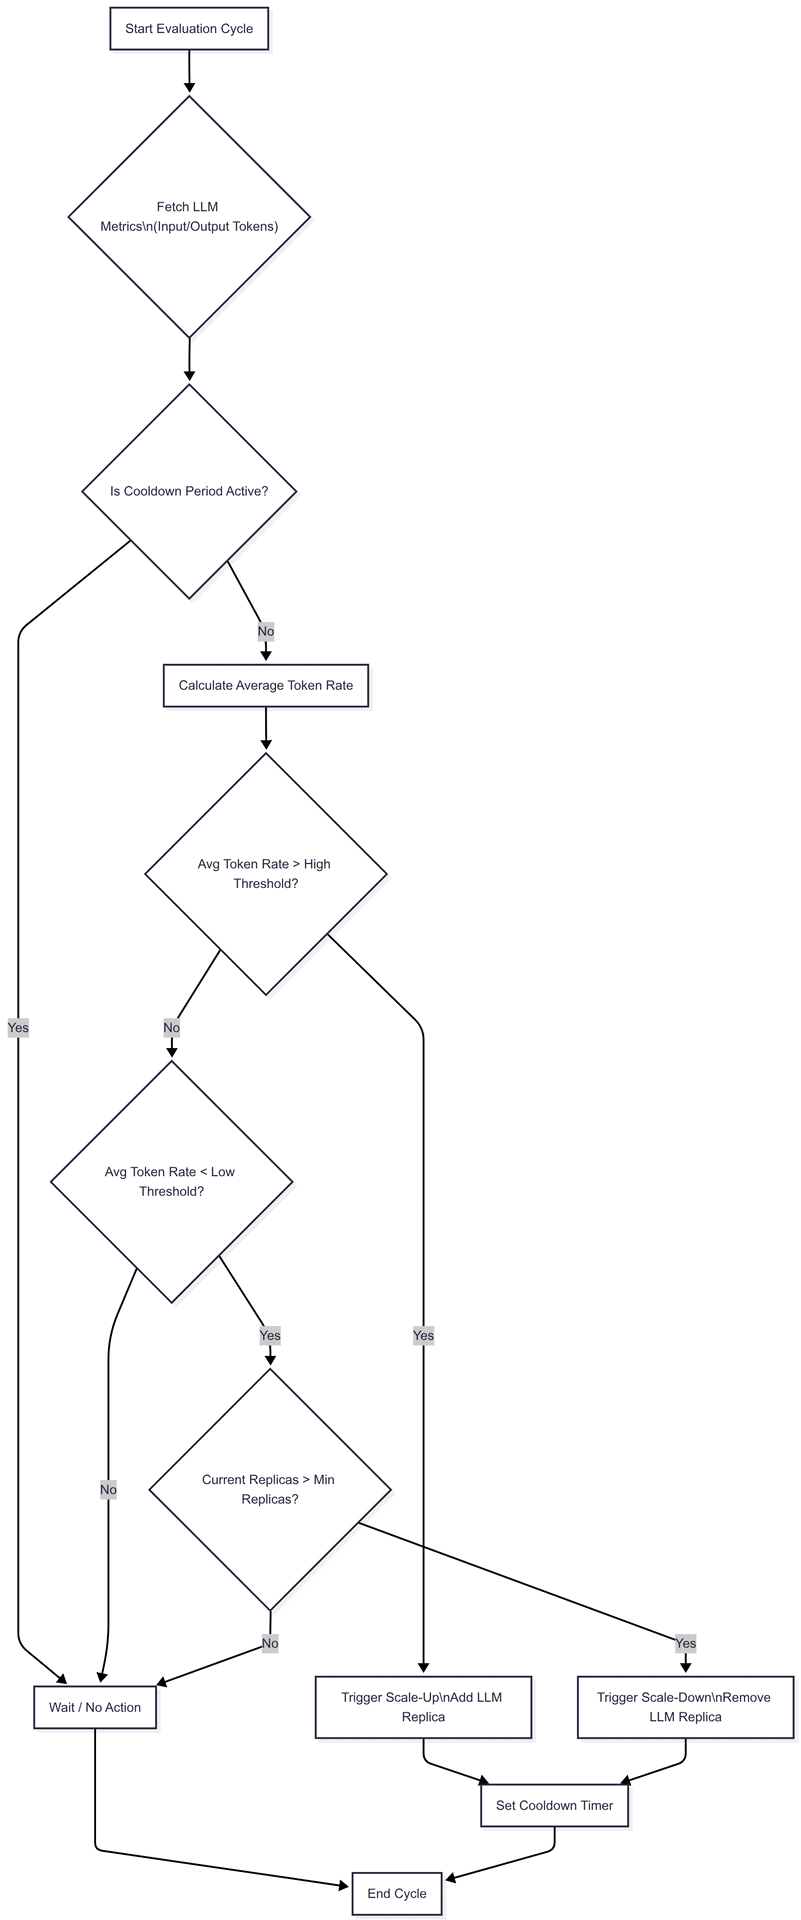 Start Evaluation Cycle
Fetch LLM
Metrics\n(Input/Output Tokens)
Is Cooldown Period Active?
No
Calculate Average Token Rate
Avg Token Rate > High
Threshold?
Yes
No
Avg Token Rate < Low
Threshold?
Yes
Yes
No
Current Replicas > Min
Replicas?
No
Yes
Wait / No Action
Trigger Scale-Up\nAdd LLM
Replica
Trigger Scale-Down\nRemove
LLM Replica
Set Cooldown Timer
End Cycle